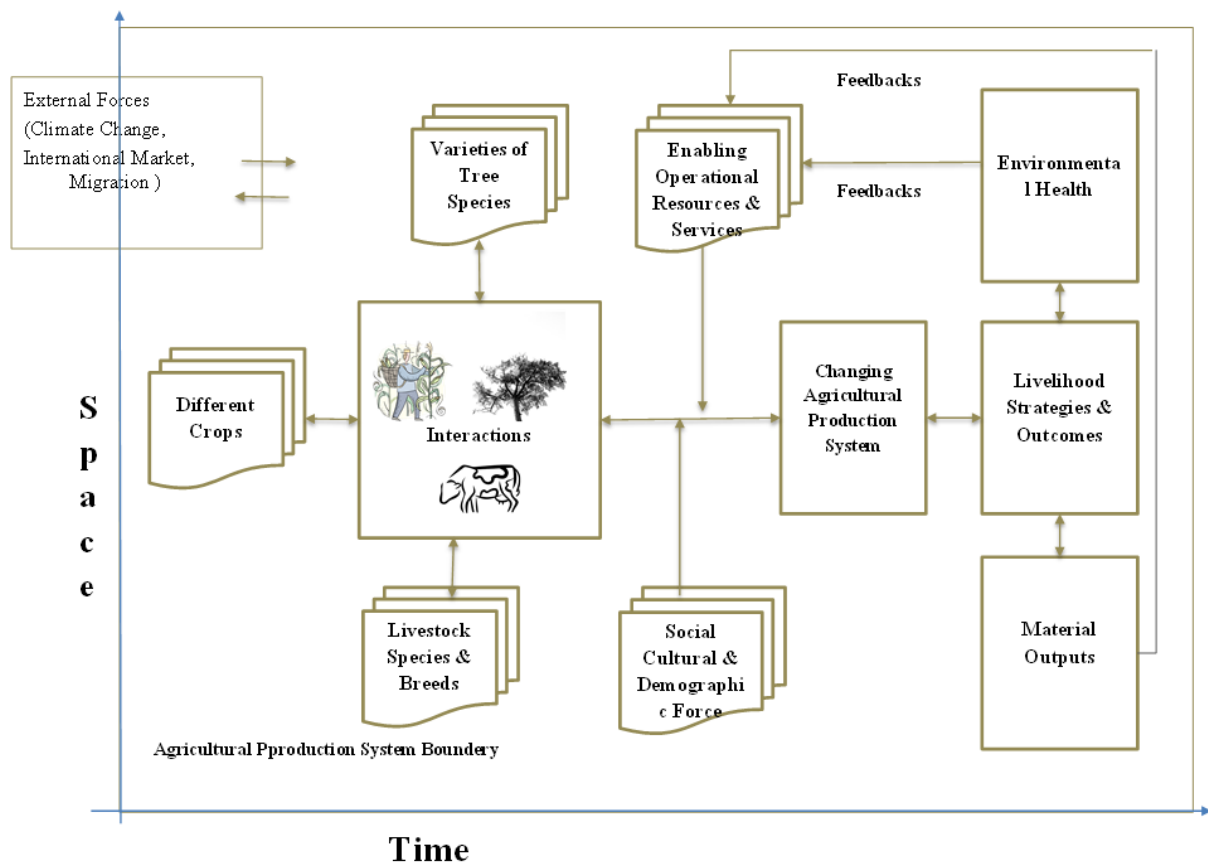 External Forces
(Climate Change,
International Market,
Migration )
Varieties of
Tree
Species
Enabling
Operational
Resources &
Services
Feedbacks
Feedbacks
Environmenta
l Health
Different
Crops
Interactions
Changing
Agricultural
Production
System
Livelihood
Strategies &
Outcomes
S
p
a
c
e
Livestock
Species &
Breeds
Social
Cultural &
Demographi
c Force
Material
Outputs
Agricultural Pproduction System Boundery
Time